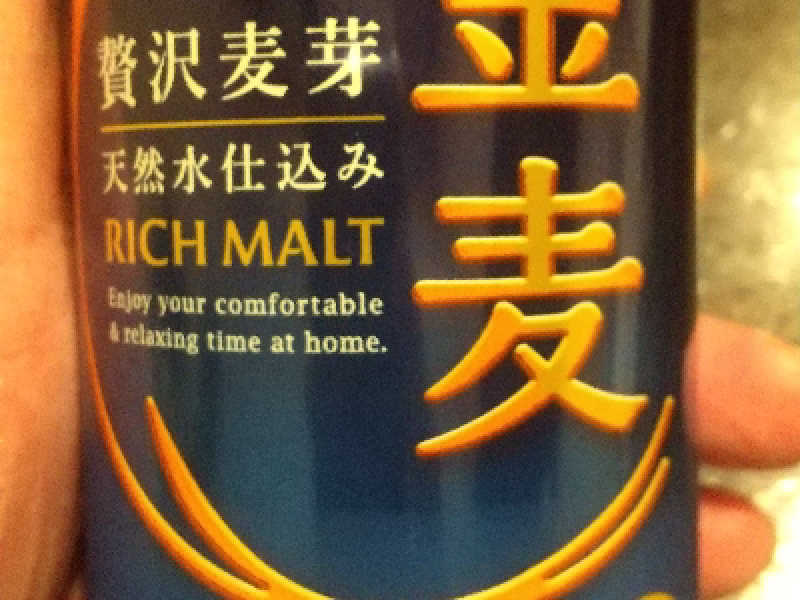 贅沢麦芽
天然水仕込み
RICH MALT
Enjoy your comfortable
& relaxing time at home.
金麦